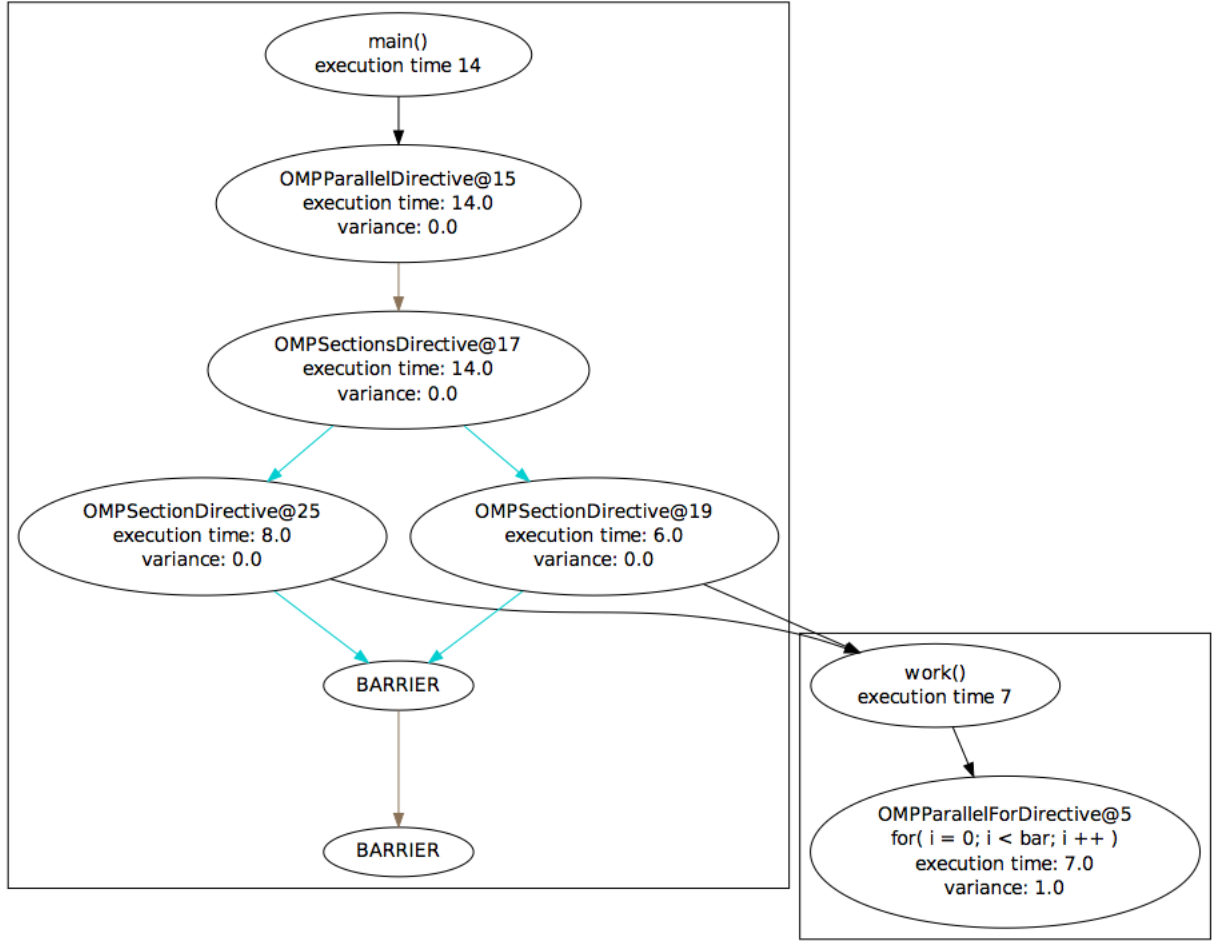 main()
execution time 14
OMPParallelDirective@15
execution time: 14.0
variance: 0.0
OMPSectionsDirective@17
execution time: 14.0
variance: 0.0
OMPSectionDirective@25
execution time: 8.0
variance: 0.0
OMPSectionDirective@19
execution time: 6.0
variance: 0.0
BARRIER
BARRIER
work()
execution time 7
OMPParallelForDirective@5
for( i = 0; i < bar; i ++ )
execution time: 7.0
variance: 1.0